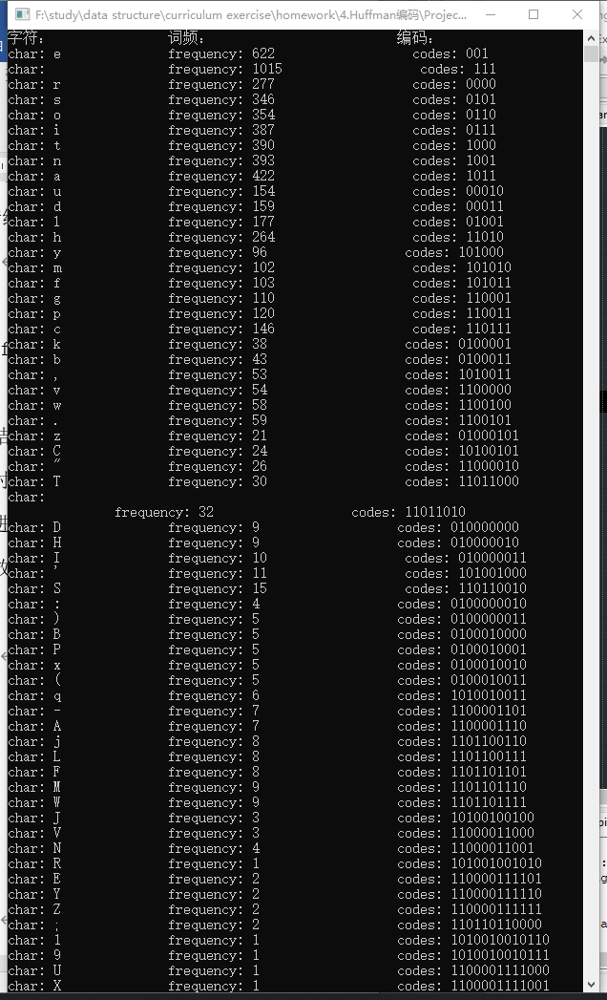 F:\study\data structure\curriculum exercise\homework\4.Huffman编码\Projec...
字符: 词频: 编码:
char: e frequency: 622 codes: 001
char: frequency: 1015 codes: 111
char: r frequency: 277 codes: 0000
char: s frequency: 346 codes: 0101
char: o frequency: 354 codes: 0110
char: i frequency: 387 codes: 0111
char: t frequency: 390 codes: 1000
char: n frequency: 393 codes: 1001
char: a frequency: 422 codes: 1011
char: u frequency: 154 codes: 00010
char: d frequency: 159 codes: 00011
char: l frequency: 177 codes: 01001
char: h frequency: 264 codes: 11010
char: y frequency: 96 codes: 101000
char: m frequency: 102 codes: 101010
char: f frequency: 103 codes: 101011
char: g frequency: 110 codes: 110001
char: p frequency: 120 codes: 110011
char: c frequency: 146 codes: 110111
char: k frequency: 38 codes: 0100001
char: b frequency: 43 codes: 0100011
char: , frequency: 53 codes: 1010011
char: v frequency: 54 codes: 1100000
char: w frequency: 58 codes: 1100100
char: . frequency: 59 codes: 1100101
char: z frequency: 21 codes: 01000101
char: C frequency: 24 codes: 10100101
char: " frequency: 26 codes: 11000010
char: T frequency: 30 codes: 11011000
char:
frequency: 32 codes: 11011010
char: D frequency: 9 codes: 010000000
char: H frequency: 9 codes: 010000010
char: I frequency: 10 codes: 010000011
char: ' frequency: 11 codes: 101001000
char: S frequency: 15 codes: 110110010
char: : frequency: 4 codes: 0100000010
char: ) frequency: 5 codes: 0100000011
char: B frequency: 5 codes: 0100010000
char: P frequency: 5 codes: 0100010001
char: x frequency: 5 codes: 0100010010
char: ( frequency: 5 codes: 0100010011
char: q frequency: 6 codes: 1010010011
char: - frequency: 7 codes: 1100001101
char: A frequency: 7 codes: 1100001110
char: j frequency: 8 codes: 1101100110
char: L frequency: 8 codes: 1101100111
char: F frequency: 8 codes: 1101101101
char: M frequency: 9 codes: 1101101110
char: W frequency: 9 codes: 1101101111
char: J frequency: 3 codes: 10100100100
char: V frequency: 3 codes: 11000011000
char: N frequency: 4 codes: 11000011001
char: R frequency: 1 codes: 101001001010
char: E frequency: 2 codes: 110000111101
char: Y frequency: 2 codes: 110000111110
char: Z frequency: 2 codes: 110000111111
char: ; frequency: 2 codes: 110110110000
char: 1 frequency: 1 codes: 1010010010110
char: 9 frequency: 1 codes: 1010010010111
char: U frequency: 1 codes: 1100001111000
char: X frequency: 1 codes: 1100001111001